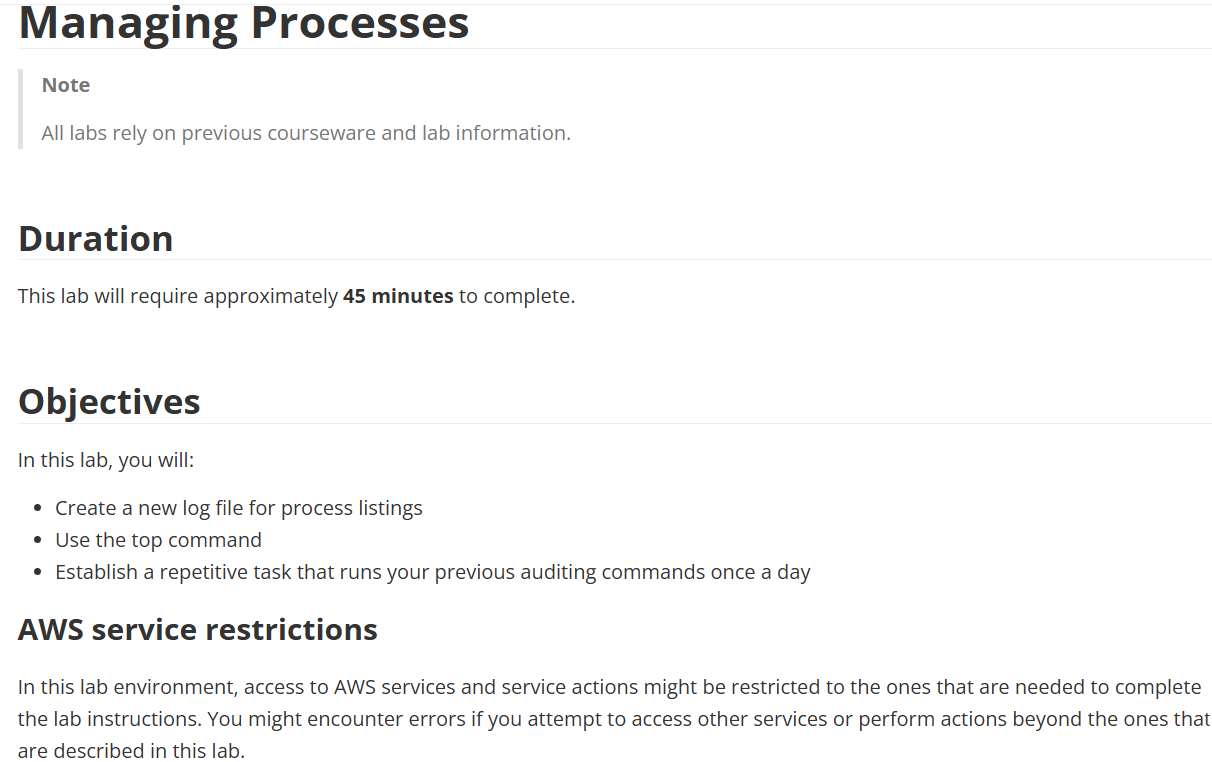 Managing Processes
Note
All labs rely on previous courseware and lab information.
Duration
This lab will require approximately 45 minutes to complete.
Objectives
In this lab, you will:
• Create a new log file for process listings
• Use the top command
• Establish a repetitive task that runs your previous auditing commands once a day
AWS service restrictions
In this lab environment, access to AWS services and service actions might be restricted to the ones that are needed to complete
the lab instructions. You might encounter errors if you attempt to access other services or perform actions beyond the ones that
are described in this lab.